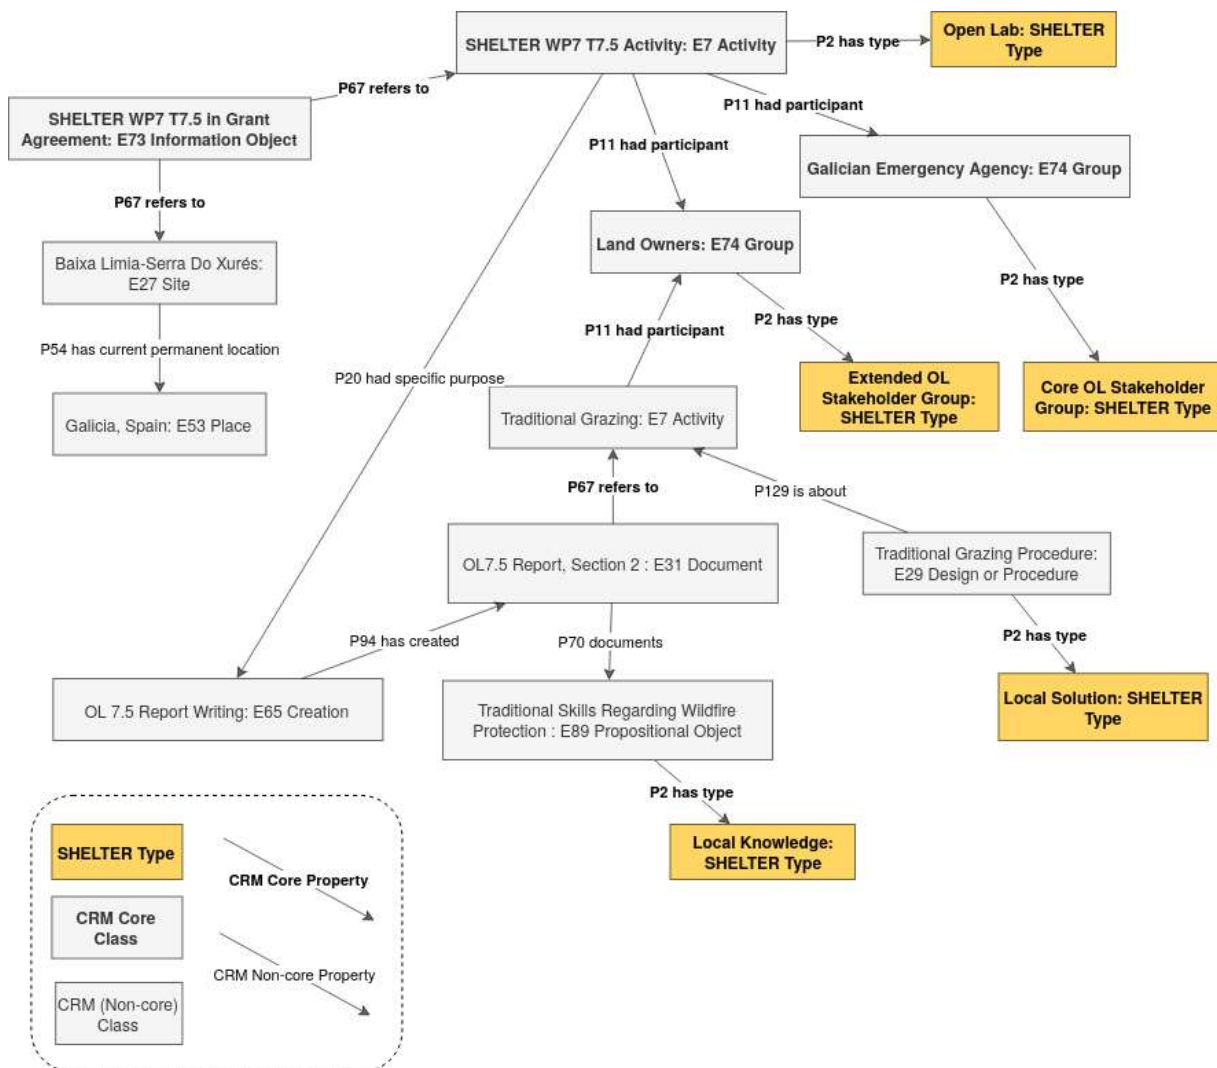 SHELTER WP7 T7.5 Activity: E7 Activity
P2 has type
Open Lab: SHELTER
Type
P67 refers to
P11 had participant
SHELTER WP7 T7.5 in Grant
Agreement: E73 Information Object
P11 had participant
Galician Emergency Agency: E74 Group
P67 refers to
Land Owners: E74 Group
Baixa Limia-Serra Do Xurés:
E27 Site
P2 has type
P2 has type
P11 had participant
P54 has current permanent location
P20 had specific purpose
Extended OL
Stakeholder Group:
SHELTER Type
Core OL Stakeholder
Group: SHELTER Type
Galicia, Spain: E53 Place
Traditional Grazing: E7 Activity
P67 refers to
P129 is about
OL7.5 Report, Section 2 : E31 Document
Traditional Grazing Procedure:
E29 Design or Procedure
P94 has created
P70 documents
P2 has type
OL 7.5 Report Writing: E65 Creation
Traditional Skills Regarding Wildfire
Protection : E89 Propositional Object
Local Solution: SHELTER
Type
P2 has type
Local Knowledge:
SHELTER Type
SHELTER Type
CRM Core
Property
CRM Core
Class
CRM Non-core Property
CRM (Non-core)
Class